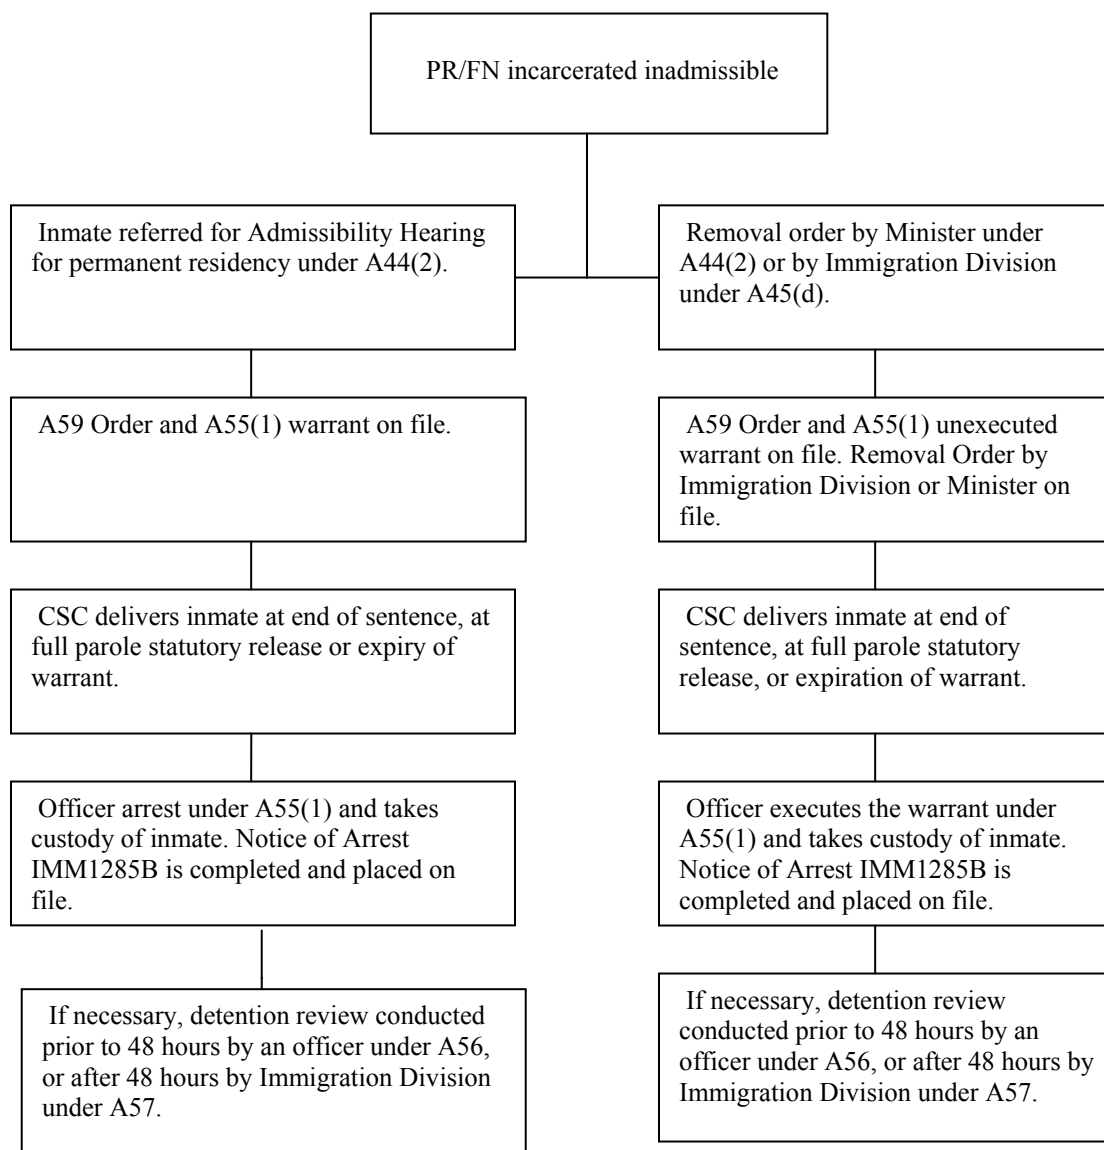 PR/FN incarcerated inadmissible
Inmate referred for Admissibility Hearing
for permanent residency under A44(2).
Removal order by Minister under
A44(2) or by Immigration Division
under A45(d).
A59 Order and A55(1) warrant on file.
A59 Order and A55(1) unexecuted
warrant on file. Removal Order by
Immigration Division or Minister on
file.
CSC delivers inmate at end of sentence, at
full parole statutory release or expiry of
warrant.
CSC delivers inmate at end of
sentence, at full parole statutory
release, or expiration of warrant.
Officer arrest under A55(1) and takes
custody of inmate. Notice of Arrest
IMM1285B is completed and placed on
file.
Officer executes the warrant under
A55(1) and takes custody of inmate.
Notice of Arrest IMM1285B is
completed and placed on file.
If necessary, detention review conducted
prior to 48 hours by an officer under A56,
or after 48 hours by Immigration Division
under A57.
If necessary, detention review
conducted prior to 48 hours by an
officer under A56, or after 48 hours by
Immigration Division under A57.